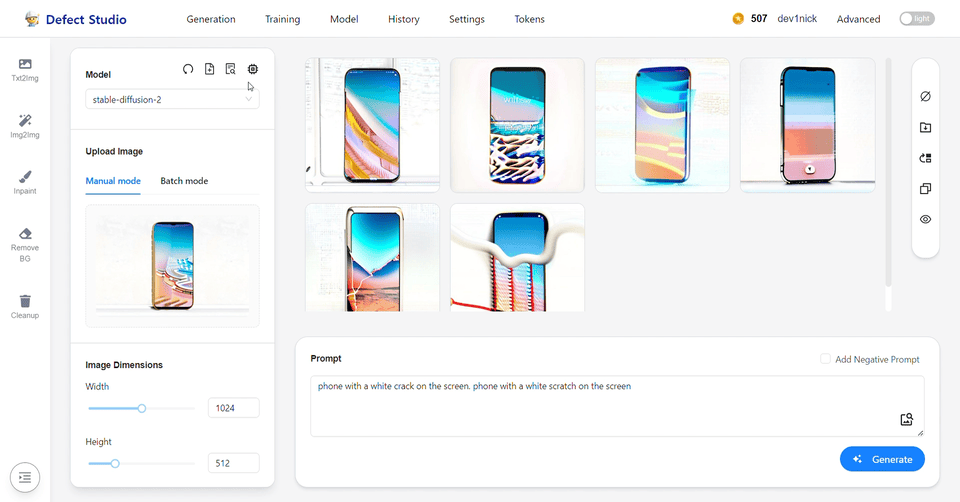 Defect Studio
Generation
Training
Model
History
Settings
Tokens
507
dev1nick
Advanced
light
Txt2Img
Img2Img
Inpaint
Remove
BG
Cleanup
Model
stable-diffusion-2
Upload Image
Manual mode
Batch mode
Image Dimensions
Width
1024
Height
512
Prompt
Add Negative Prompt
phone with a white crack on the screen. phone with a white scratch on the screen
Generate